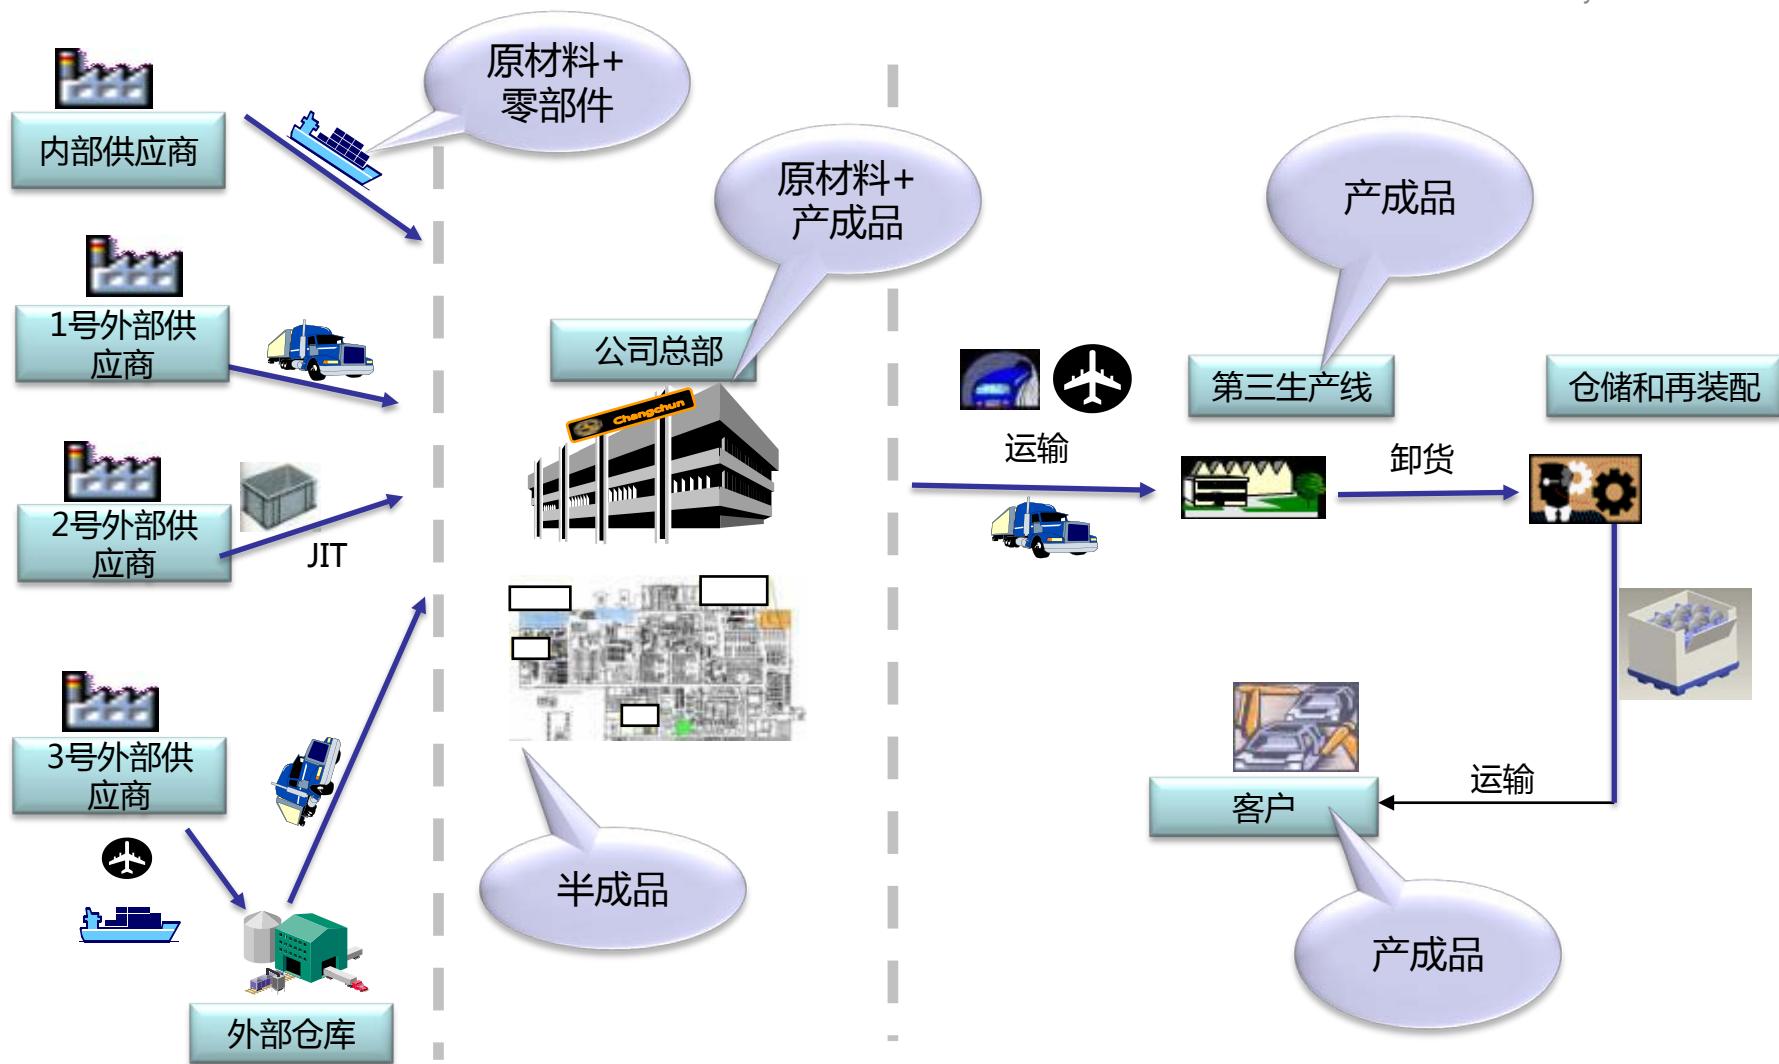 原材料+
零部件
内部供应商
原材料+
产成品
产成品
1号外部供
应商
公司总部
第三生产线
仓储和再装配
Changchun
运输
卸货
2号外部供
应商
JIT
3号外部供
应商
运输
客户
半成品
产成品
外部仓库